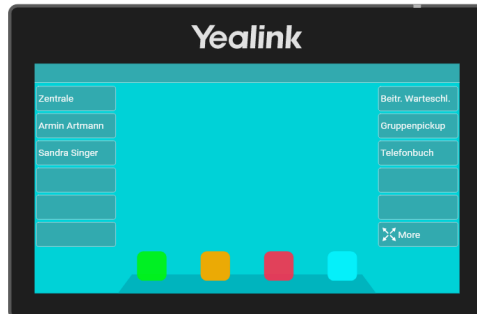 Yealink
Zentrale
Beitr. Warteschl.
Armin Artmann
Gruppenpickup
Sandra Singer
Telefonbuch
More